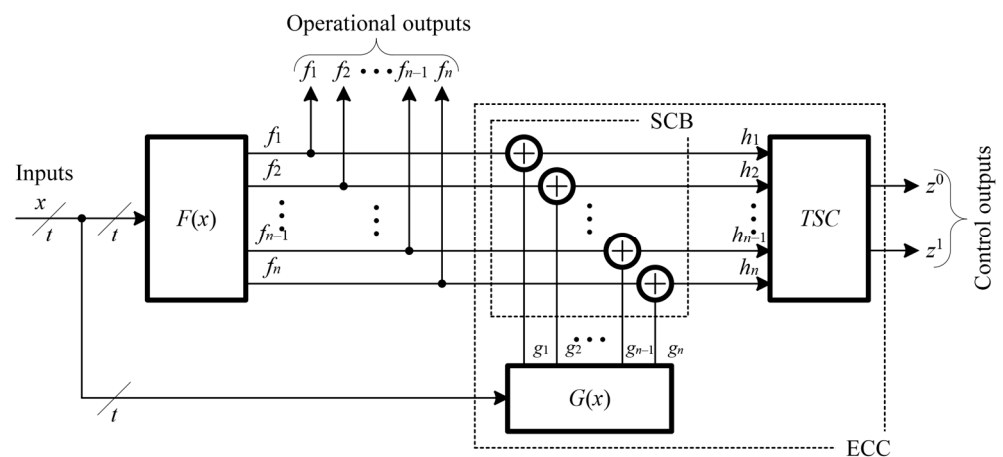 Operational outputs
f1 f2 ••• fn–1 fn
SCB
Inputs
x
t
t
F(x)
f1
f2
fn–1
fn
h1
h2
hn–1
hn
TSC
z0
z1
Control outputs
g1 g2 ••• gn–1 gn
G(x)
t
ECC